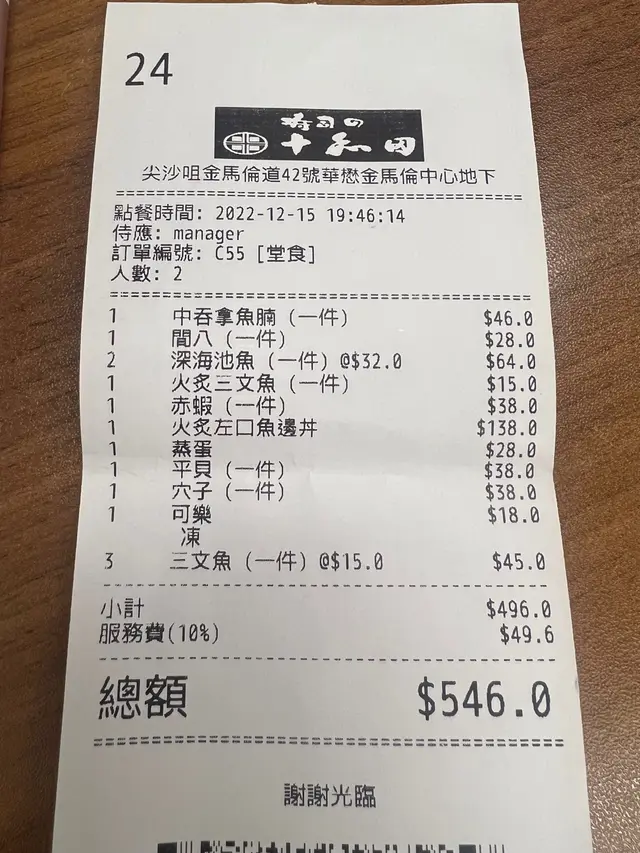 24
寿司の
十和田
尖沙咀金馬倫道42號華懋金馬倫中心地下
點餐時間: 2022-12-15 19:46:14
侍應: manager
訂單編號: C55 [堂食]
人數: 2
1 中吞拿魚腩 (一件) $46.0
1 間八 (一件) $28.0
2 深海池魚 (一件) @$32.0 $64.0
1 火炙三文魚 (一件) $15.0
1 赤蝦 (一件) $38.0
1 火炙左口魚邊丼 $138.0
1 蒸蛋 $28.0
1 平貝 (一件) $38.0
1 穴子 (一件) $38.0
1 可樂 $18.0
凍
3 三文魚 (一件) @$15.0 $45.0
小計 $496.0
服務費(10%) $49.6
總額 $546.0
謝謝光臨